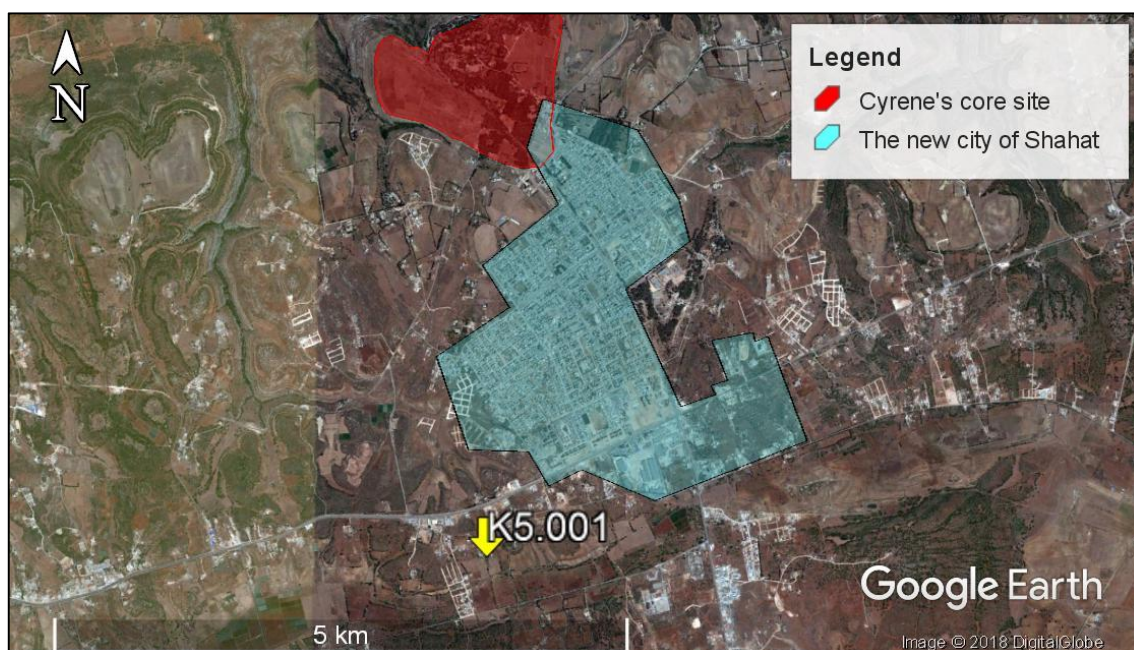 N
Legend
Cyrene's core site
The new city of Shahat
K5.001
Google Earth
5 km
Image © 2018 DigitalGlobe